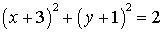 (x+3)² + (y+1)² = 2